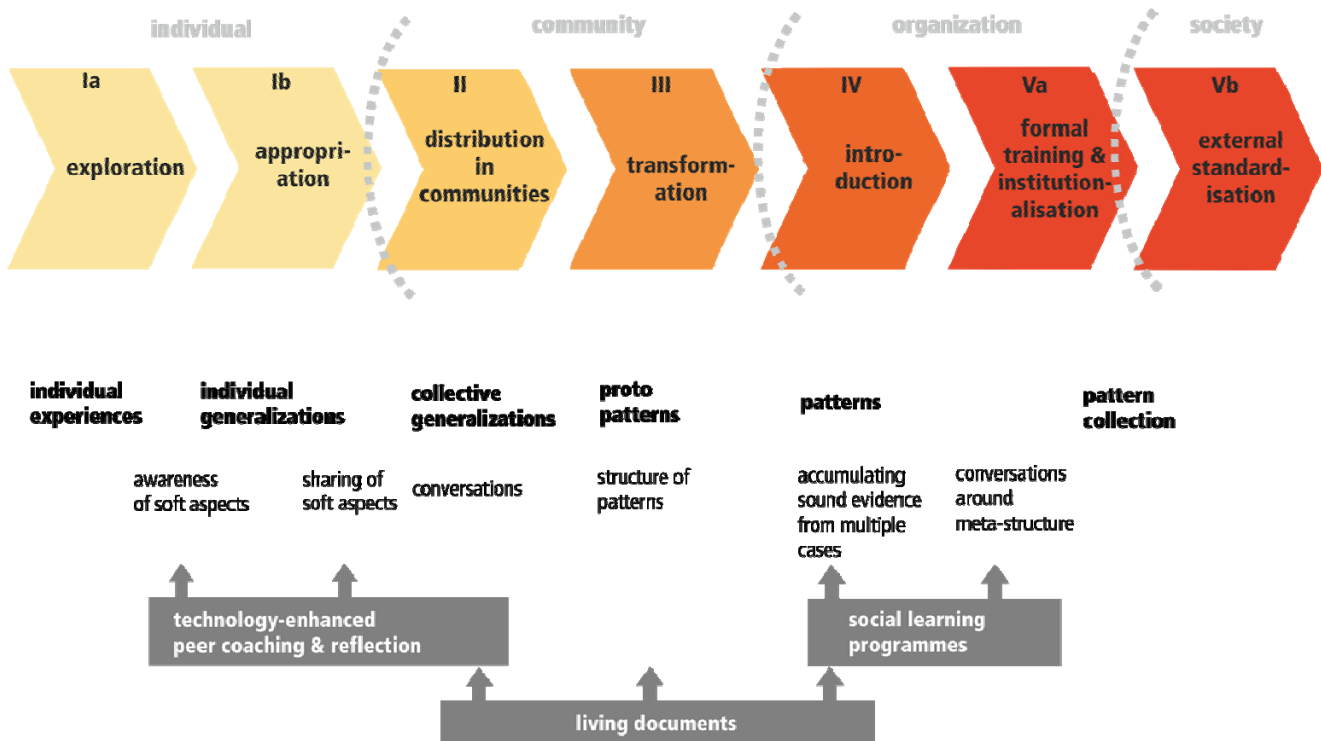 individual
community
organization
society
Ia
exploration
Ib
appropri-
ation
II
distribution
in
communities
III
transform-
ation
IV
intro-
duction
Va
formal
training &
institution-
alisation
Vb
external
standard-
isation
individual
experiences
individual
generalizations
collective
generalizations
proto
patterns
patterns
pattern
collection
awareness
of soft aspects
sharing of
soft aspects
conversations
structure of
patterns
accumulating
sound evidence
from multiple
cases
conversations
around
meta-structure
technology-enhanced
peer coaching & reflection
social learning
programmes
living documents